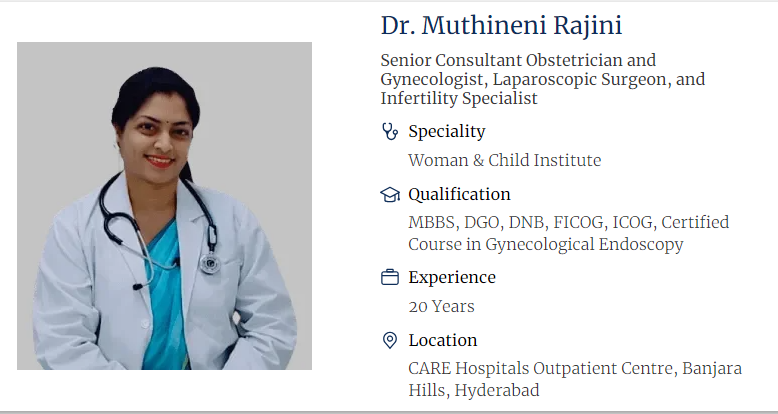 Dr. Muthineni Rajini
Senior Consultant Obstetrician and
Gynecologist, Laparoscopic Surgeon, and
Infertility Specialist
Speciality
Woman & Child Institute
Qualification
MBBS, DGO, DNB, FICOG, ICOG, Certified
Course in Gynecological Endoscopy
Experience
20 Years
Location
CARE Hospitals Outpatient Centre, Banjara
Hills, Hyderabad